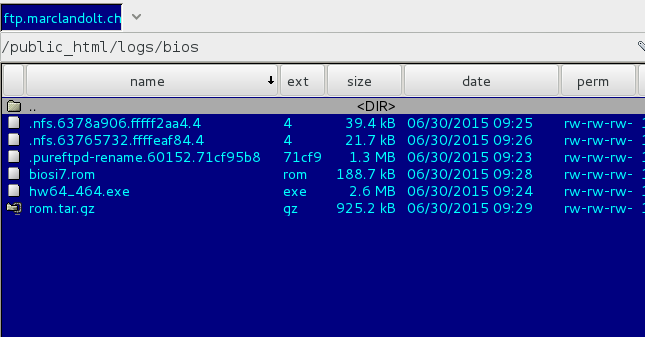 ftp.marclandolt.ch
/public_html/logs/bios
name ext size date perm
.. <DIR>
.nfs.6378a906.fffff2aa4.4 4 39.4 kB 06/30/2015 09:25 rw-rw-rw-
.nfs.63765732.ffffeaf84.4 4 21.7 kB 06/30/2015 09:26 rw-rw-rw-
.pureftpd-rename.60152.71cf95b8 71cf9 1.3 MB 06/30/2015 09:23 rw-rw-rw-
biosi7.rom rom 188.7 kB 06/30/2015 09:28 rw-rw-rw-
hw64_464.exe exe 2.6 MB 06/30/2015 09:24 rw-rw-rw-
rom.tar.gz gz 925.2 kB 06/30/2015 09:29 rw-rw-rw-